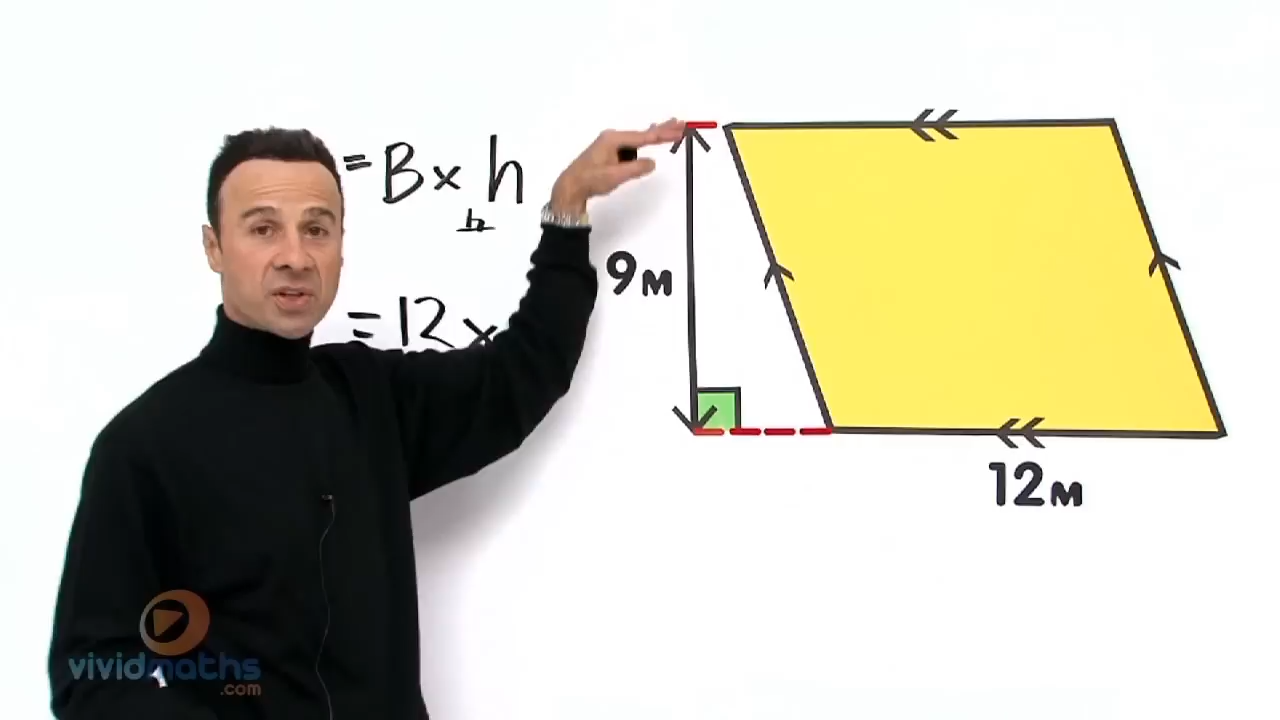 = B x h
h
= 12 x
9M
12M
vividmaths
.com